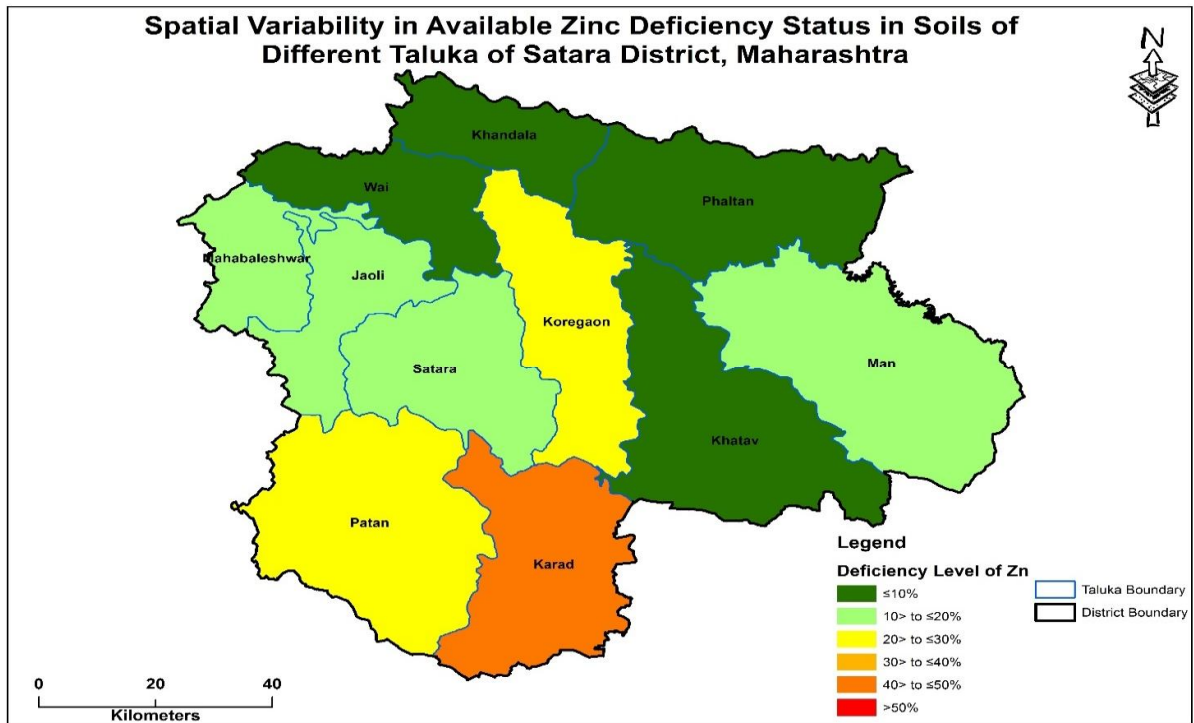 Spatial Variability in Available Zinc Deficiency Status in Soils of
Different Taluka of Satara District, Maharashtra
N
Khandala
Wai
Phaltan
Mahabaleshwar
Jaoli
Koregaon
Satara
Man
Khatav
Patan
Karad
Legend
Deficiency Level of Zn
≤10%
10> to ≤20%
20> to ≤30%
30> to ≤40%
40> to ≤50%
>50%
Taluka Boundary
District Boundary
0 20 40
Kilometers